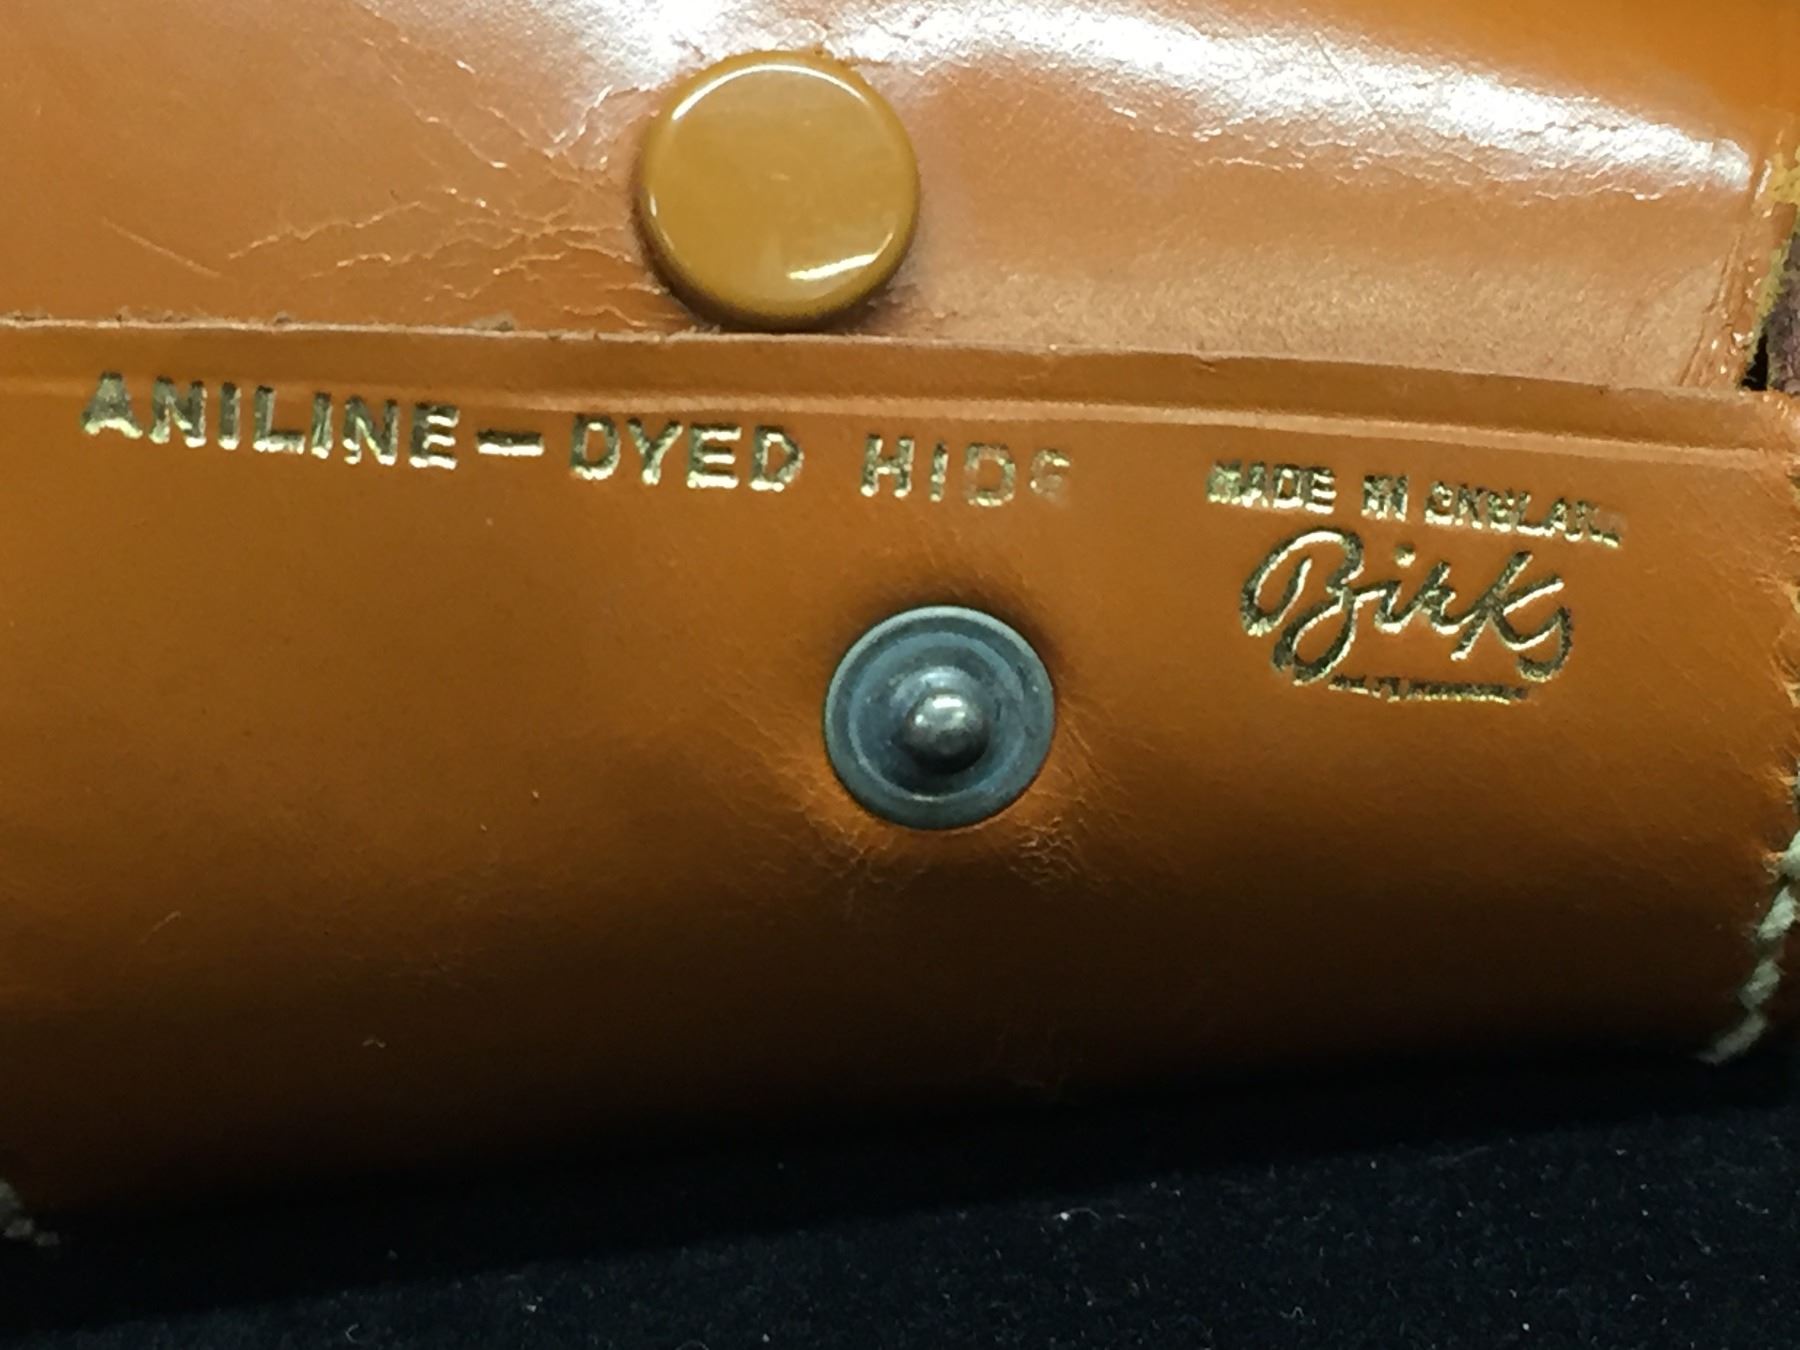 ANILINE-DYED HIDE
MADE IN ENGLAND
Birks